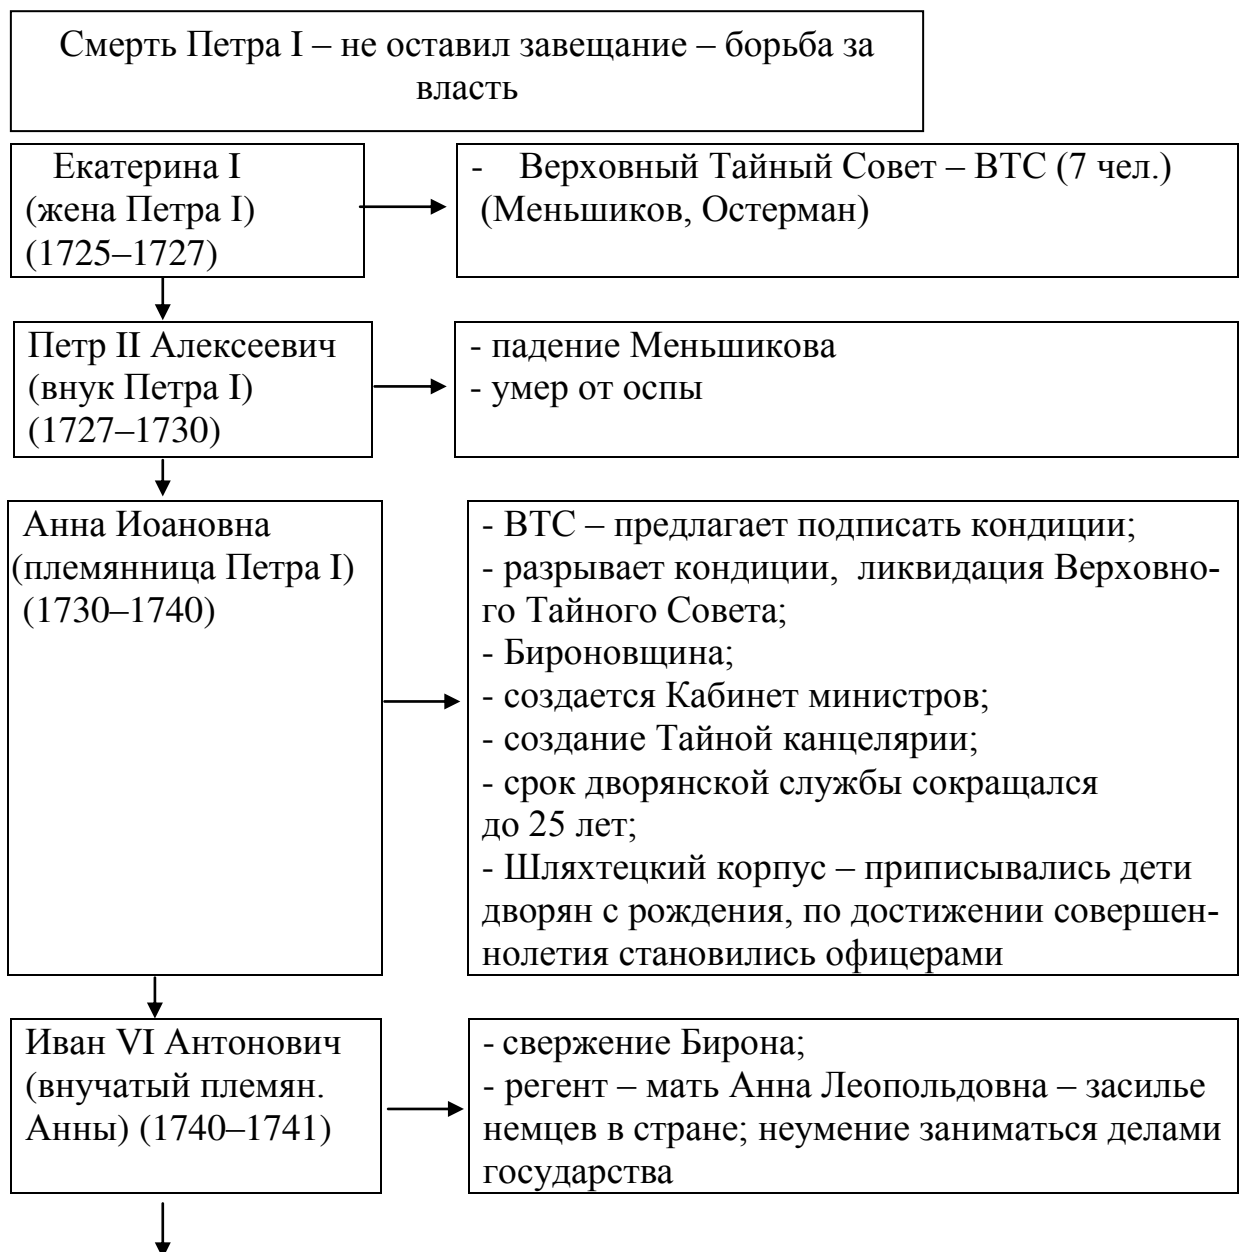 Смерть Петра I – не оставил завещание – борьба за
власть
Екатерина I
(жена Петра I)
(1725–1727)
- Верховный Тайный Совет – ВТС (7 чел.)
(Меньшиков, Остерман)
Петр II Алексеевич
(внук Петра I)
(1727–1730)
- падение Меньшикова
- умер от оспы
Анна Иоановна
(племянница Петра I)
(1730–1740)
- ВТС – предлагает подписать кондиции;
- разрывает кондиции, ликвидация Верховно-
го Тайного Совета;
- Бироновщина;
- создается Кабинет министров;
- создание Тайной канцелярии;
- срок дворянской службы сокращался
до 25 лет;
- Шляхтецкий корпус – приписывались дети
дворян с рождения, по достижении совершен-
нолетия становились офицерами
Иван VI Антонович
(внучатый племян.
Анны) (1740–1741)
- свержение Бирона;
- регент – мать Анна Леопольдовна – засилье
немцев в стране; неумение заниматься делами
государства